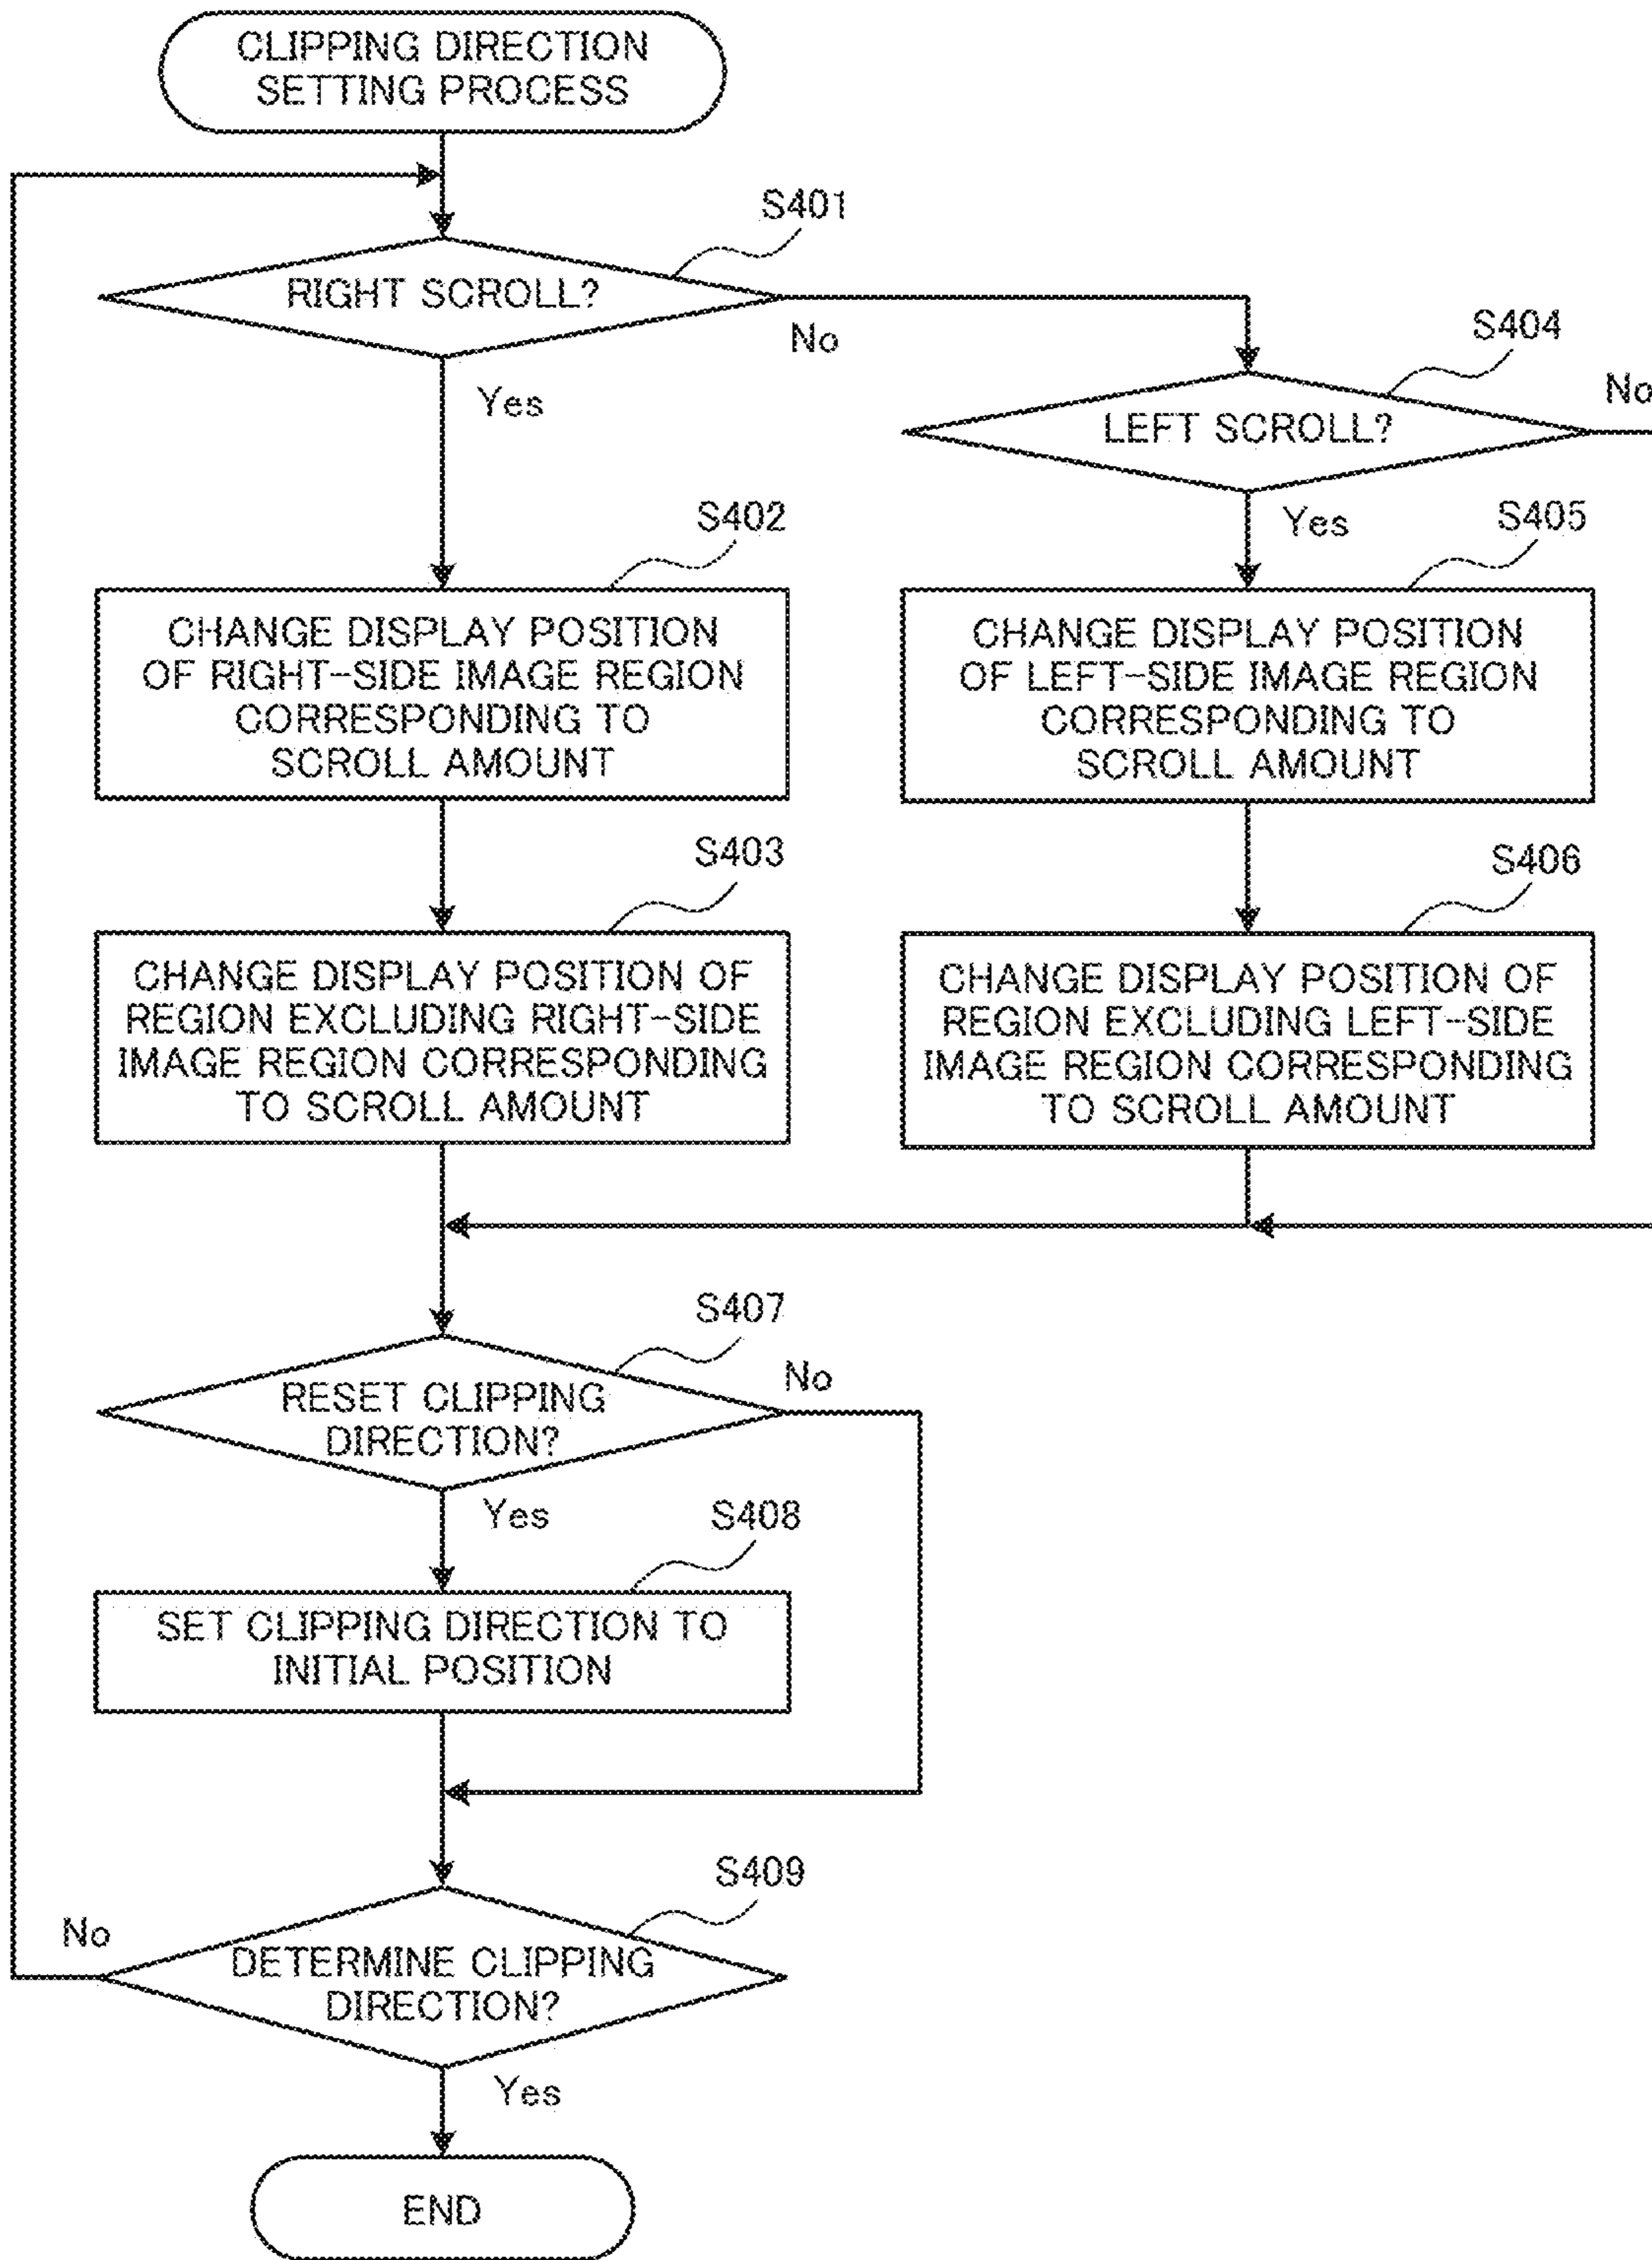 CLIPPING DIRECTION
SETTING PROCESS
S401
RIGHT SCROLL?
No
Yes
S404
No
LEFT SCROLL?
Yes
S402
CHANGE DISPLAY POSITION
OF RIGHT-SIDE IMAGE REGION
CORRESPONDING TO
SCROLL AMOUNT
S405
CHANGE DISPLAY POSITION
OF LEFT-SIDE IMAGE REGION
CORRESPONDING TO
SCROLL AMOUNT
S403
CHANGE DISPLAY POSITION OF
REGION EXCLUDING RIGHT-SIDE
IMAGE REGION CORRESPONDING
TO SCROLL AMOUNT
S406
CHANGE DISPLAY POSITION OF
REGION EXCLUDING LEFT-SIDE
IMAGE REGION CORRESPONDING
TO SCROLL AMOUNT
S407
No
RESET CLIPPING
DIRECTION?
Yes
S408
SET CLIPPING DIRECTION TO
INITIAL POSITION
S409
No
DETERMINE CLIPPING
DIRECTION?
Yes
END